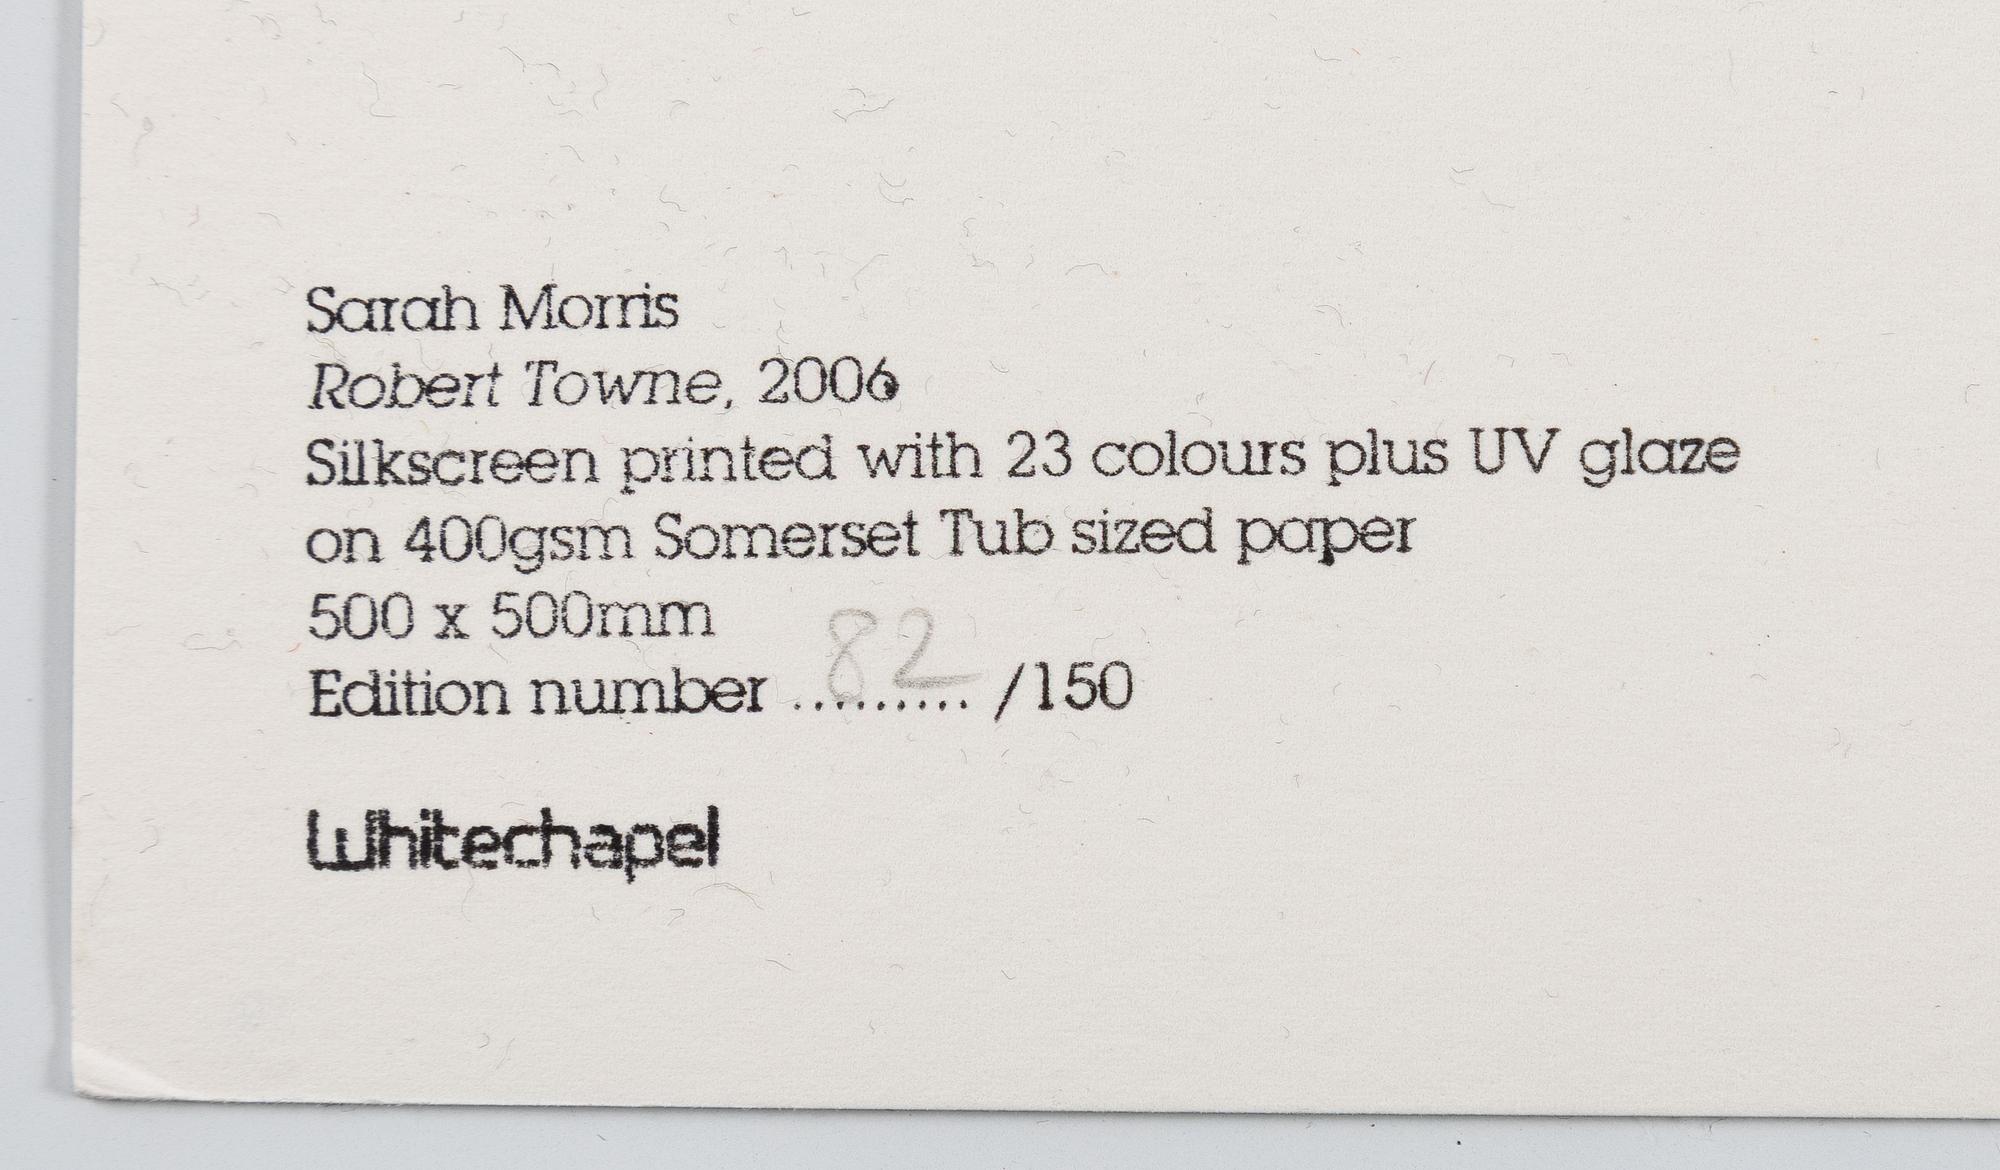 Sarah Morris
Robert Towne, 2006
Silkscreen printed with 23 colours plus UV glaze
on 400gsm Somerset Tub sized paper
500 x 500mm
Edition number ...82... /150
Whitechapel